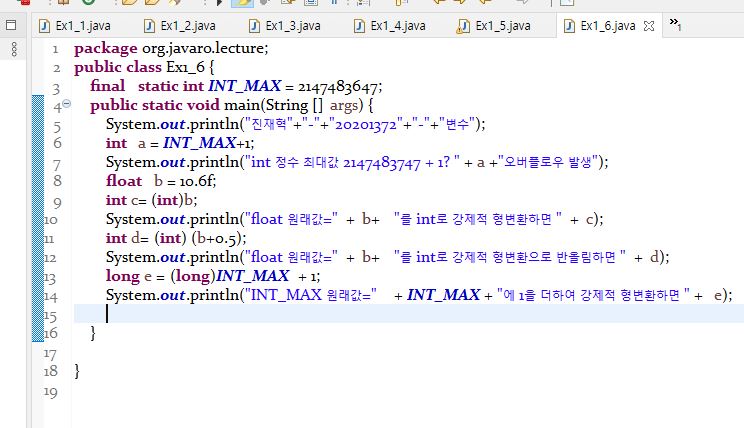 Ex1_1.java Ex1_2.java Ex1_3.java Ex1_4.java Ex1_5.java Ex1_6.java »1
1 package org.javaro.lecture;
2 public class Ex1_6 {
3 final static int INT_MAX = 2147483647;
4 public static void main(String [] args) {
5 System.out.println("진재혁"+"-"+"20201372"+"-"+"변수");
6 int a = INT_MAX+1;
7 System.out.println("int 정수 최대값 2147483747 + 1? " + a +"오버플로우 발생");
8 float b = 10.6f;
9 int c= (int)b;
10 System.out.println("float 원래값=" + b+ "를 int로 강제적 형변환하면 " + c);
11 int d= (int) (b+0.5);
12 System.out.println("float 원래값=" + b+ "를 int로 강제적 형변환으로 반올림하면 " + d);
13 long e = (long)INT_MAX + 1;
14 System.out.println("INT_MAX 원래값=" + INT_MAX + "에 1을 더하여 강제적 형변환하면 " + e);
15
16 }
17
18 }
19